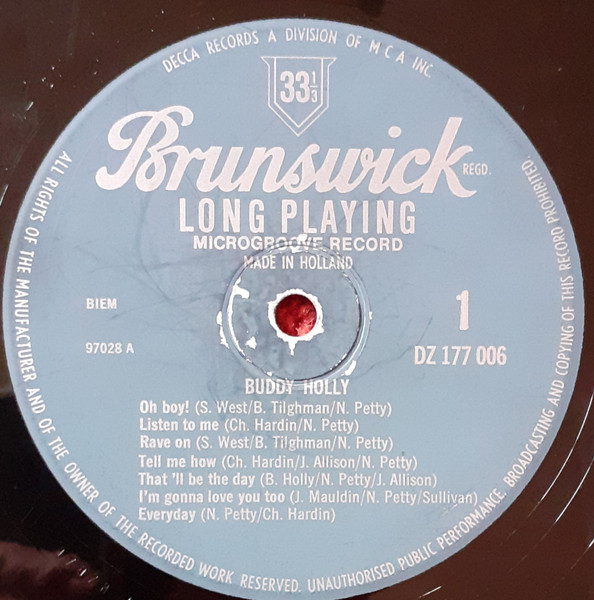 DECCA RECORDS A DIVISION OF M C A INC.
33 1/3
Brunswick REGD.
LONG PLAYING
MICROGROOVE RECORD
MADE IN HOLLAND
BIEM
1
97028 A
DZ 177 006
BUDDY HOLLY
Oh boy! (S. West/B. Tilghman/N. Petty)
Listen to me (Ch. Hardin/N. Petty)
Rave on (S. West/B. Tilghman/N. Petty)
Tell me how (Ch. Hardin/J. Allison/N. Petty)
That 'll be the day (B. Holly/N. Petty/J. Allison)
I'm gonna love you too (J. Mauldin/N. Petty/Sullivan)
Everyday (N. Petty/Ch. Hardin)
ALL RIGHTS OF THE MANUFACTURER AND OF THE OWNER OF THE RECORDED WORK RESERVED. UNAUTHORISED PUBLIC PERFORMANCE. BROADCASTING AND COPYING OF THIS RECORD PROHIBITED.